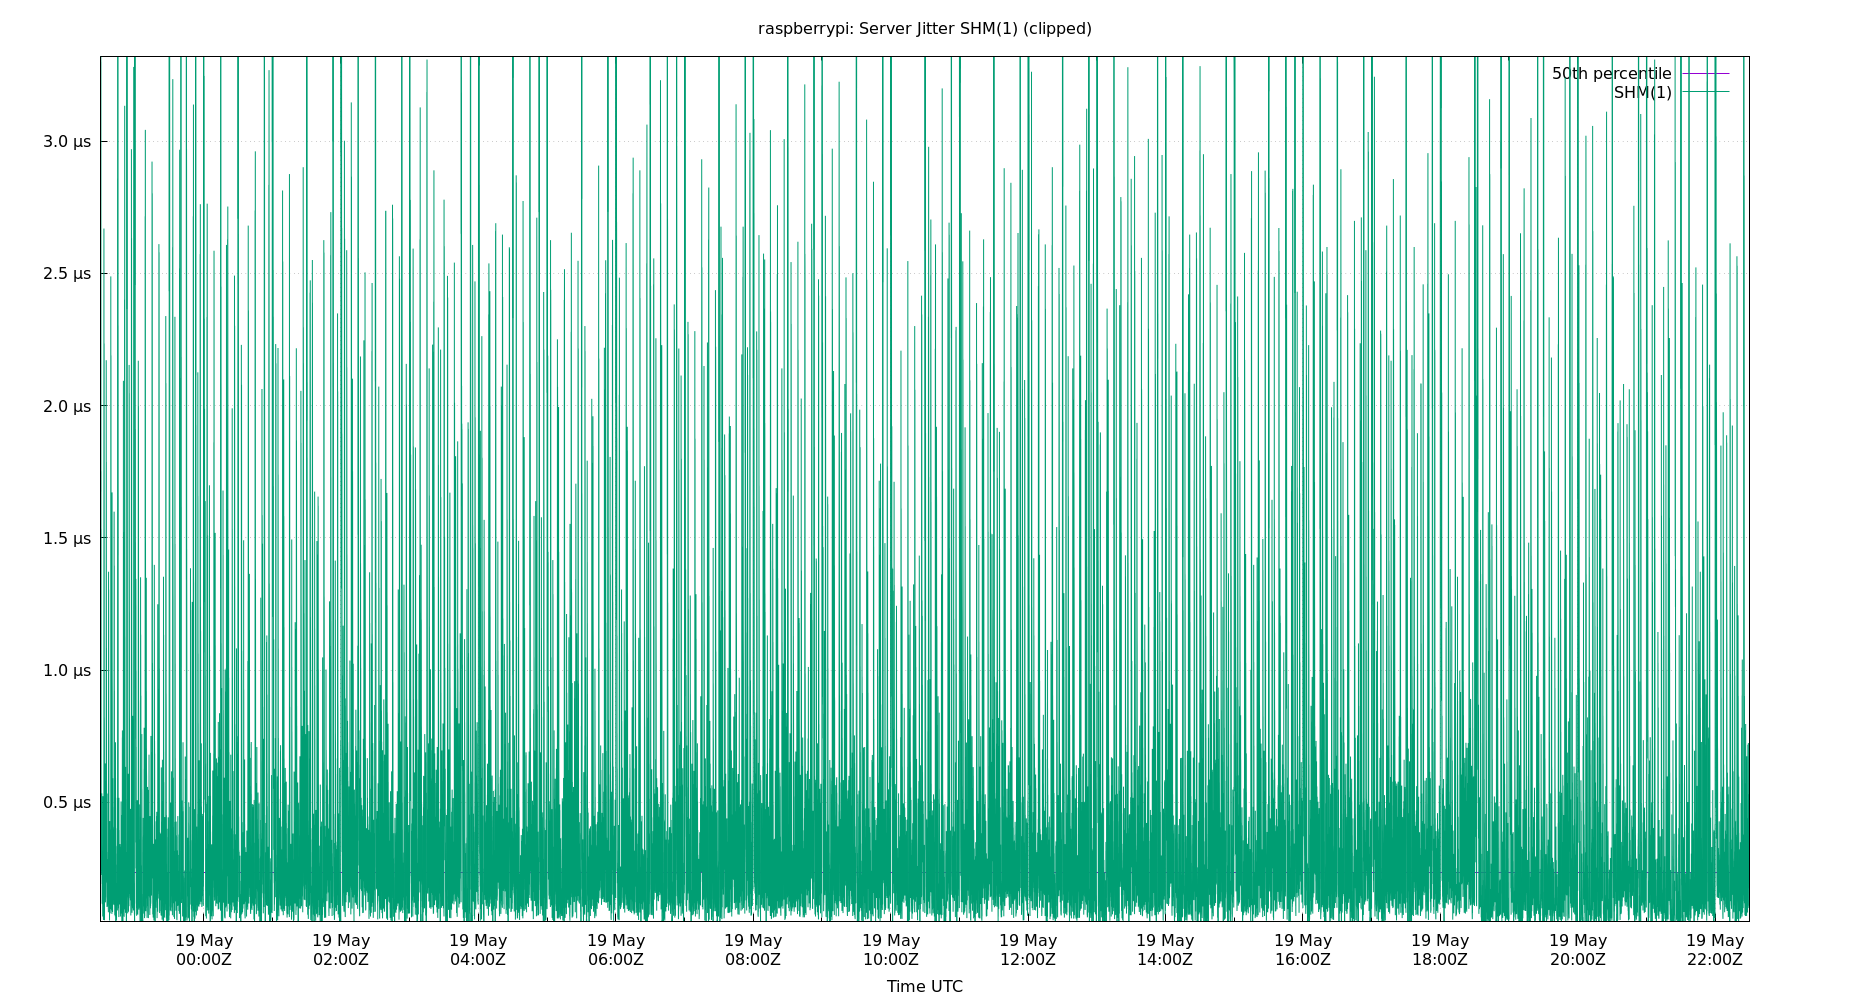 raspberrypi: Server Jitter SHM(1) (clipped)
50th percentile
SHM(1)
3.0 µs
2.5 µs
2.0 µs
1.5 µs
1.0 µs
0.5 µs
19 May 19 May 19 May 19 May 19 May 19 May 19 May 19 May 19 May 19 May 19 May 19 May
00:00Z 02:00Z 04:00Z 06:00Z 08:00Z 10:00Z 12:00Z 14:00Z 16:00Z 18:00Z 20:00Z 22:00Z
Time UTC